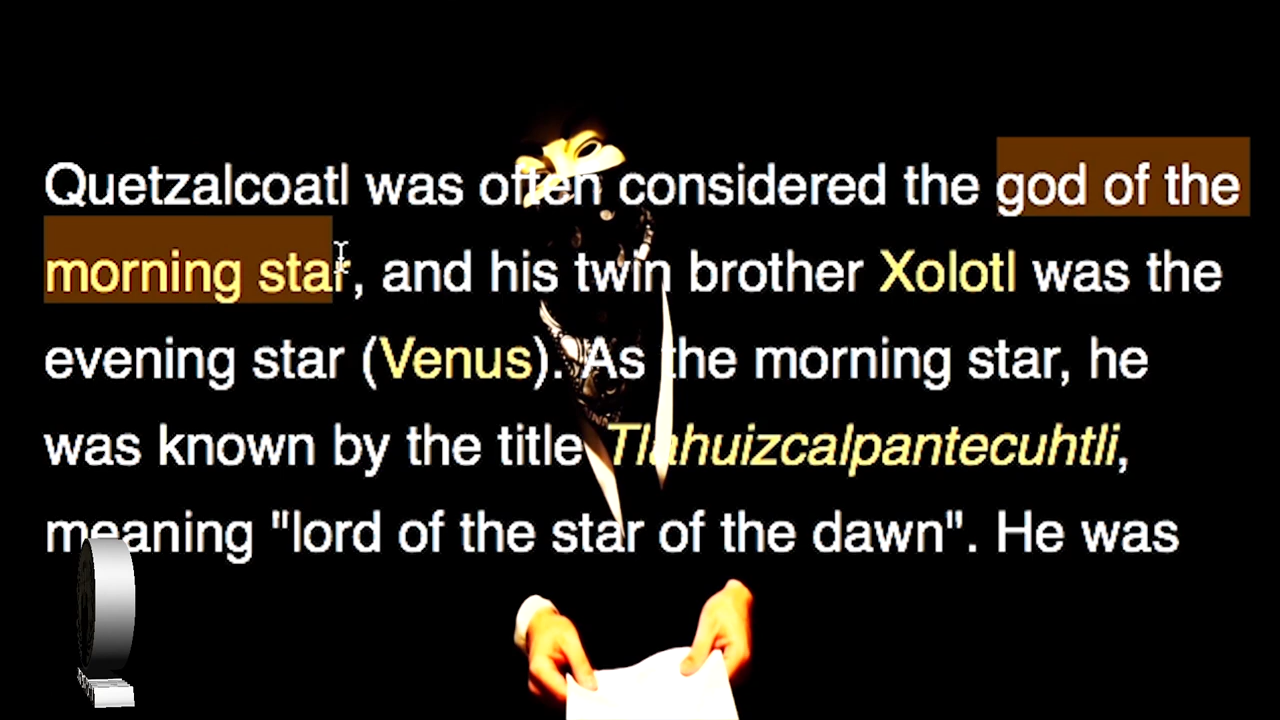 Quetzalcoatl was often considered the god of the
morning star, and his twin brother Xolotl was the
evening star (Venus). As the morning star, he
was known by the title Tlahuizcalpantecuhtli,
meaning "lord of the star of the dawn". He was